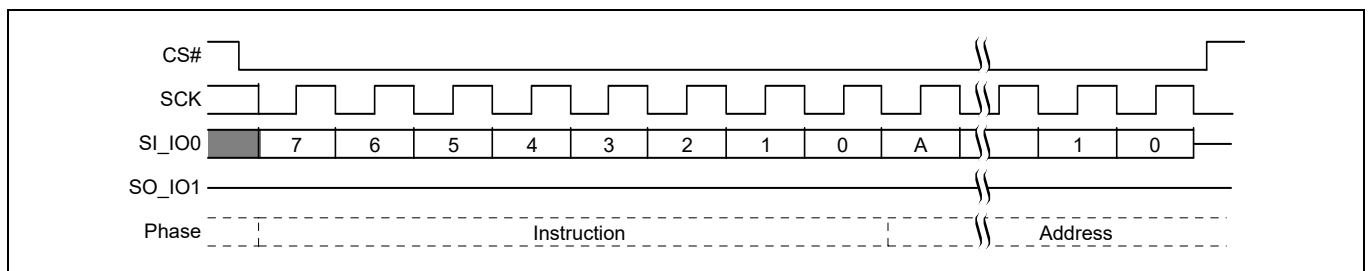 CS#
SCK
SI_IO0 7 6 5 4 3 2 1 0 A 1 0
SO_IO1
Phase Instruction Address